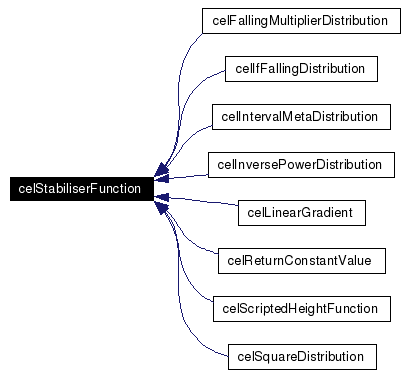 celFallingMultiplierDistribution
celIfFallingDistribution
celIntervalMetaDistribution
celInversePowerDistribution
celStabiliserFunction
celLinearGradient
celReturnConstantValue
celScriptedHeightFunction
celSquareDistribution